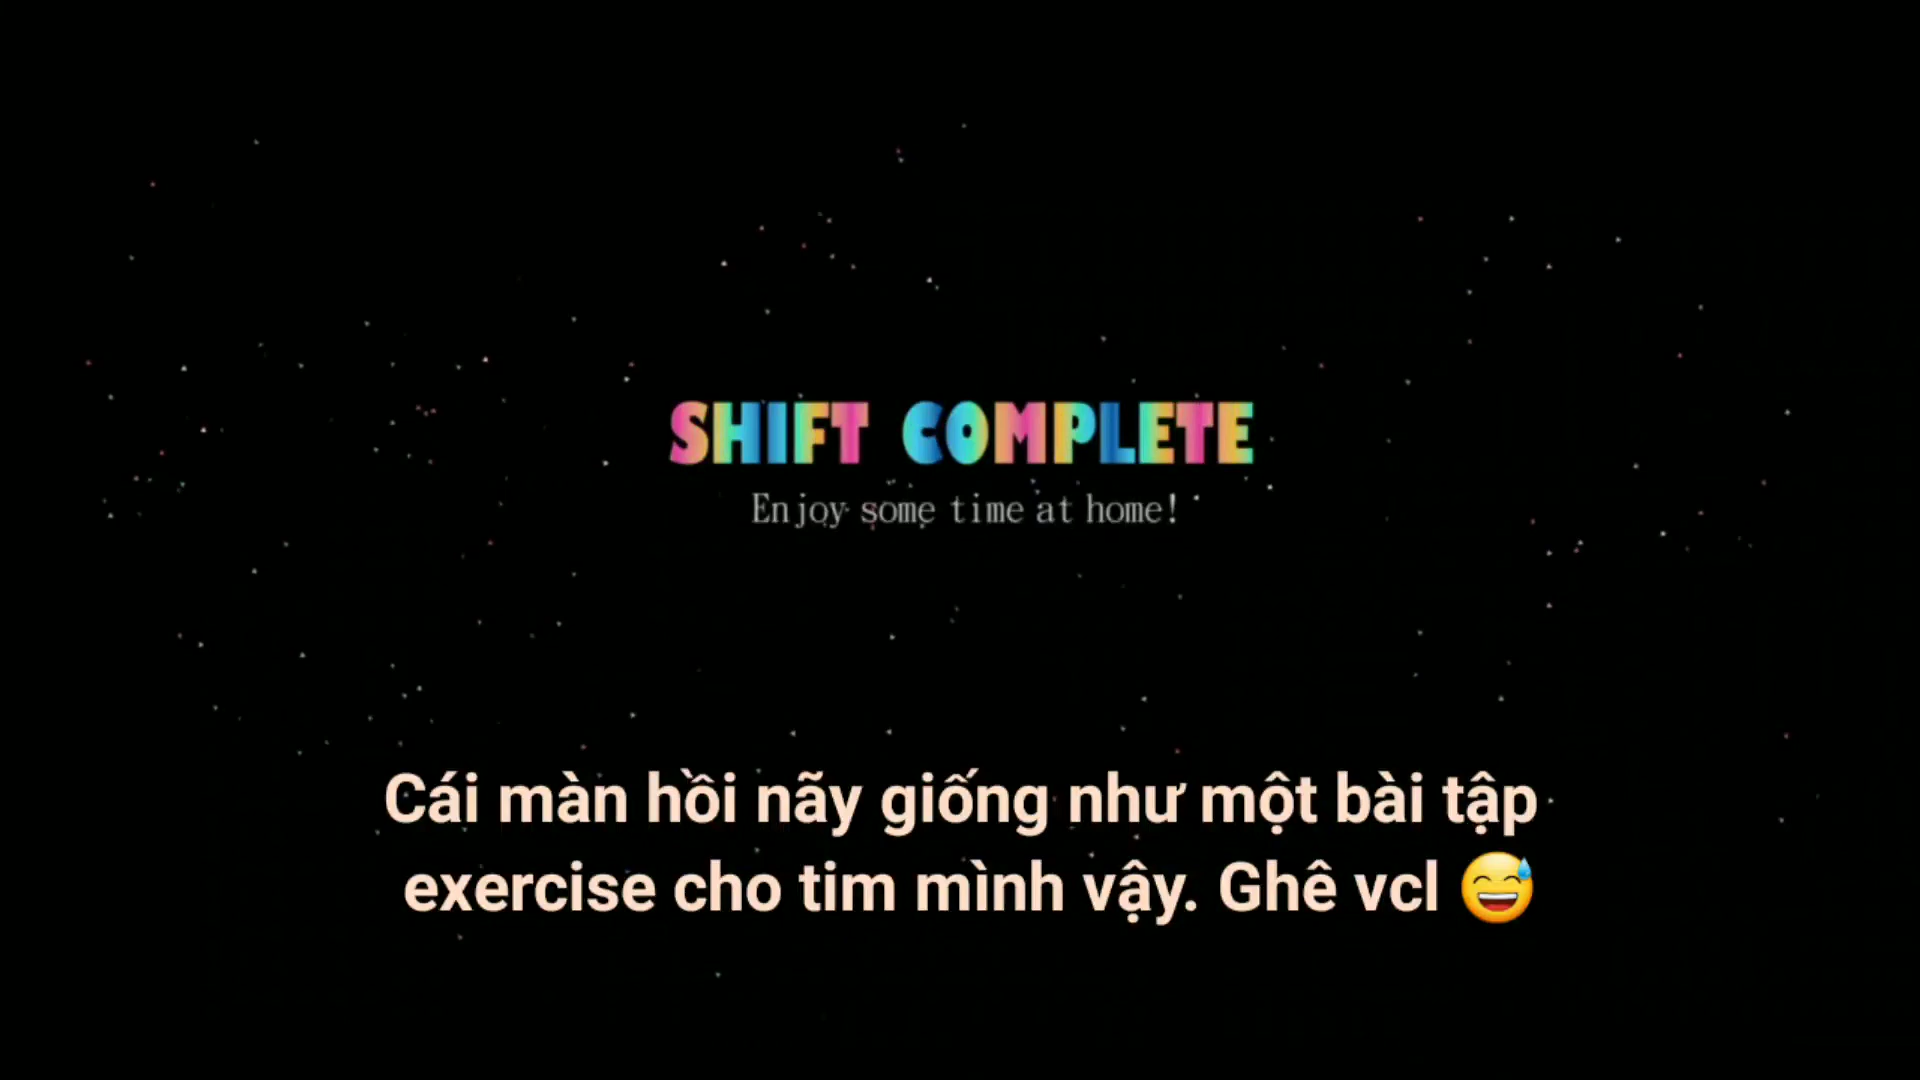 SHIFT COMPLETE
Enjoy some time at home!
Cái màn hồi nãy giống như một bài tập
exercise cho tim mình vậy. Ghê vcl 😅